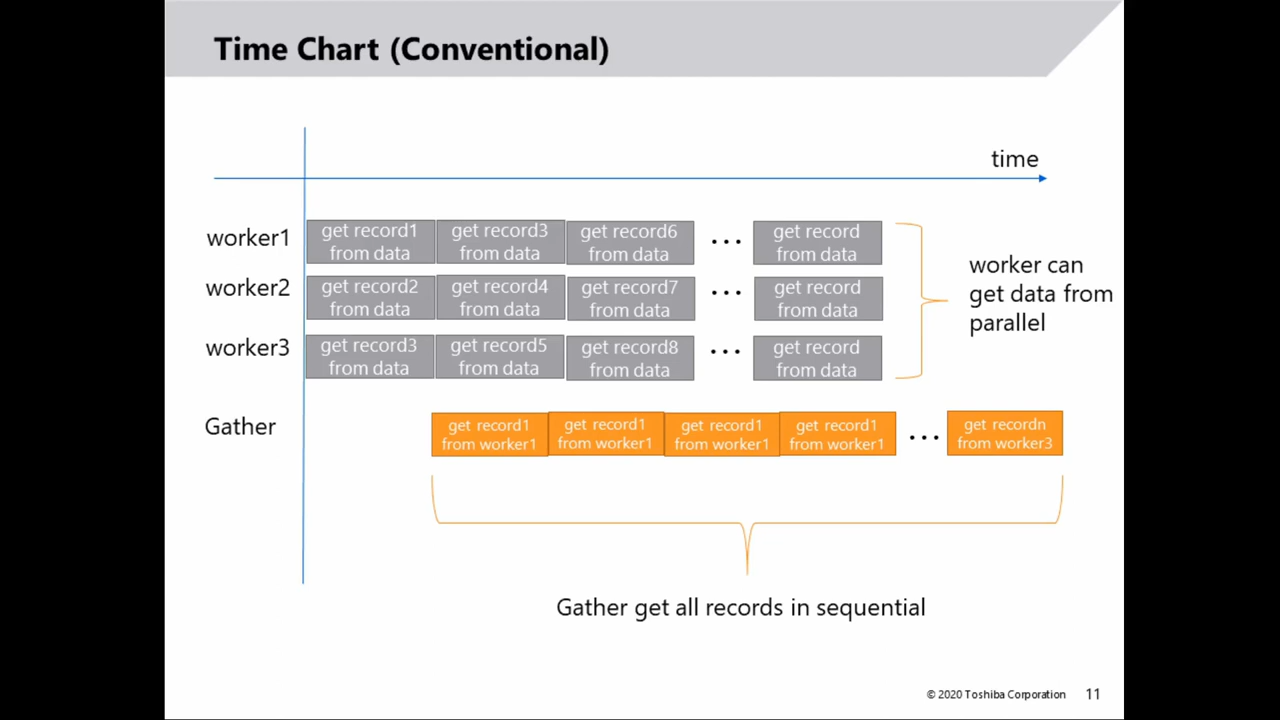 Time Chart (Conventional)
time
worker1
get record1
from data
get record3
from data
get record6
from data
...
get record
from data
worker2
get record2
from data
get record4
from data
get record7
from data
...
get record
from data
worker3
get record3
from data
get record5
from data
get record8
from data
...
get record
from data
worker can
get data from
parallel
Gather
get record1
from worker1
get record1
from worker1
get record1
from worker1
get record1
from worker1
...
get recordn
from worker3
Gather get all records in sequential
© 2020 Toshiba Corporation
11